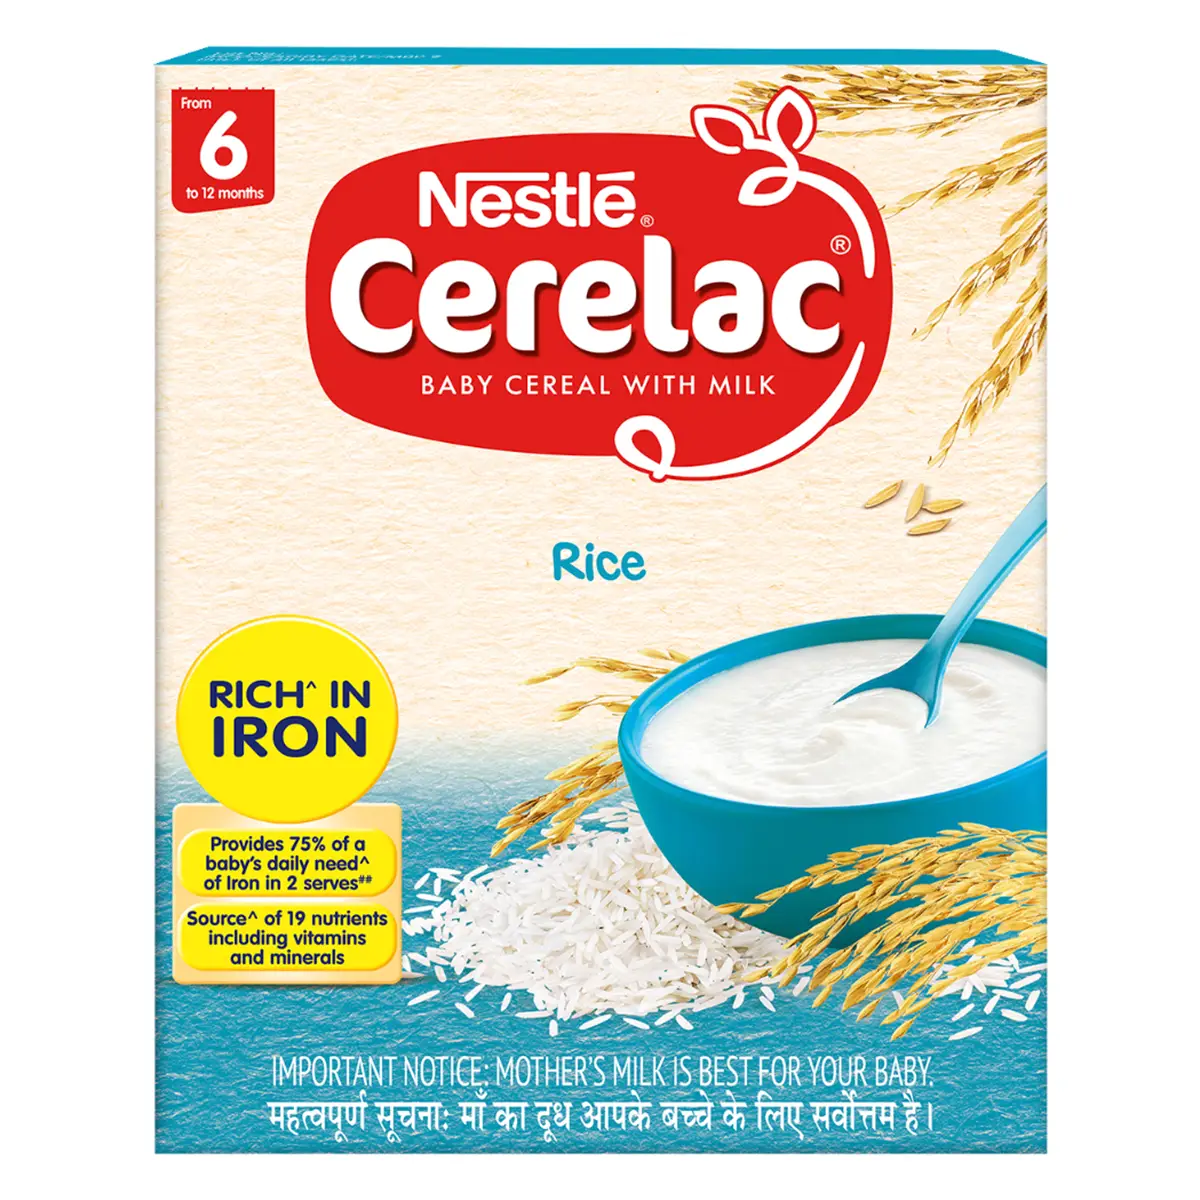 From
6
to 12 months
Nestlé®
Cerelac®
BABY CEREAL WITH MILK
Rice
RICH^ IN
IRON
Provides 75% of a
baby's daily need^
of Iron in 2 serves##
Source^ of 19 nutrients
including vitamins
and minerals
IMPORTANT NOTICE: MOTHER'S MILK IS BEST FOR YOUR BABY.
महत्वपूर्ण सूचना: माँ का दूध आपके बच्चे के लिए सर्वोत्तम है।